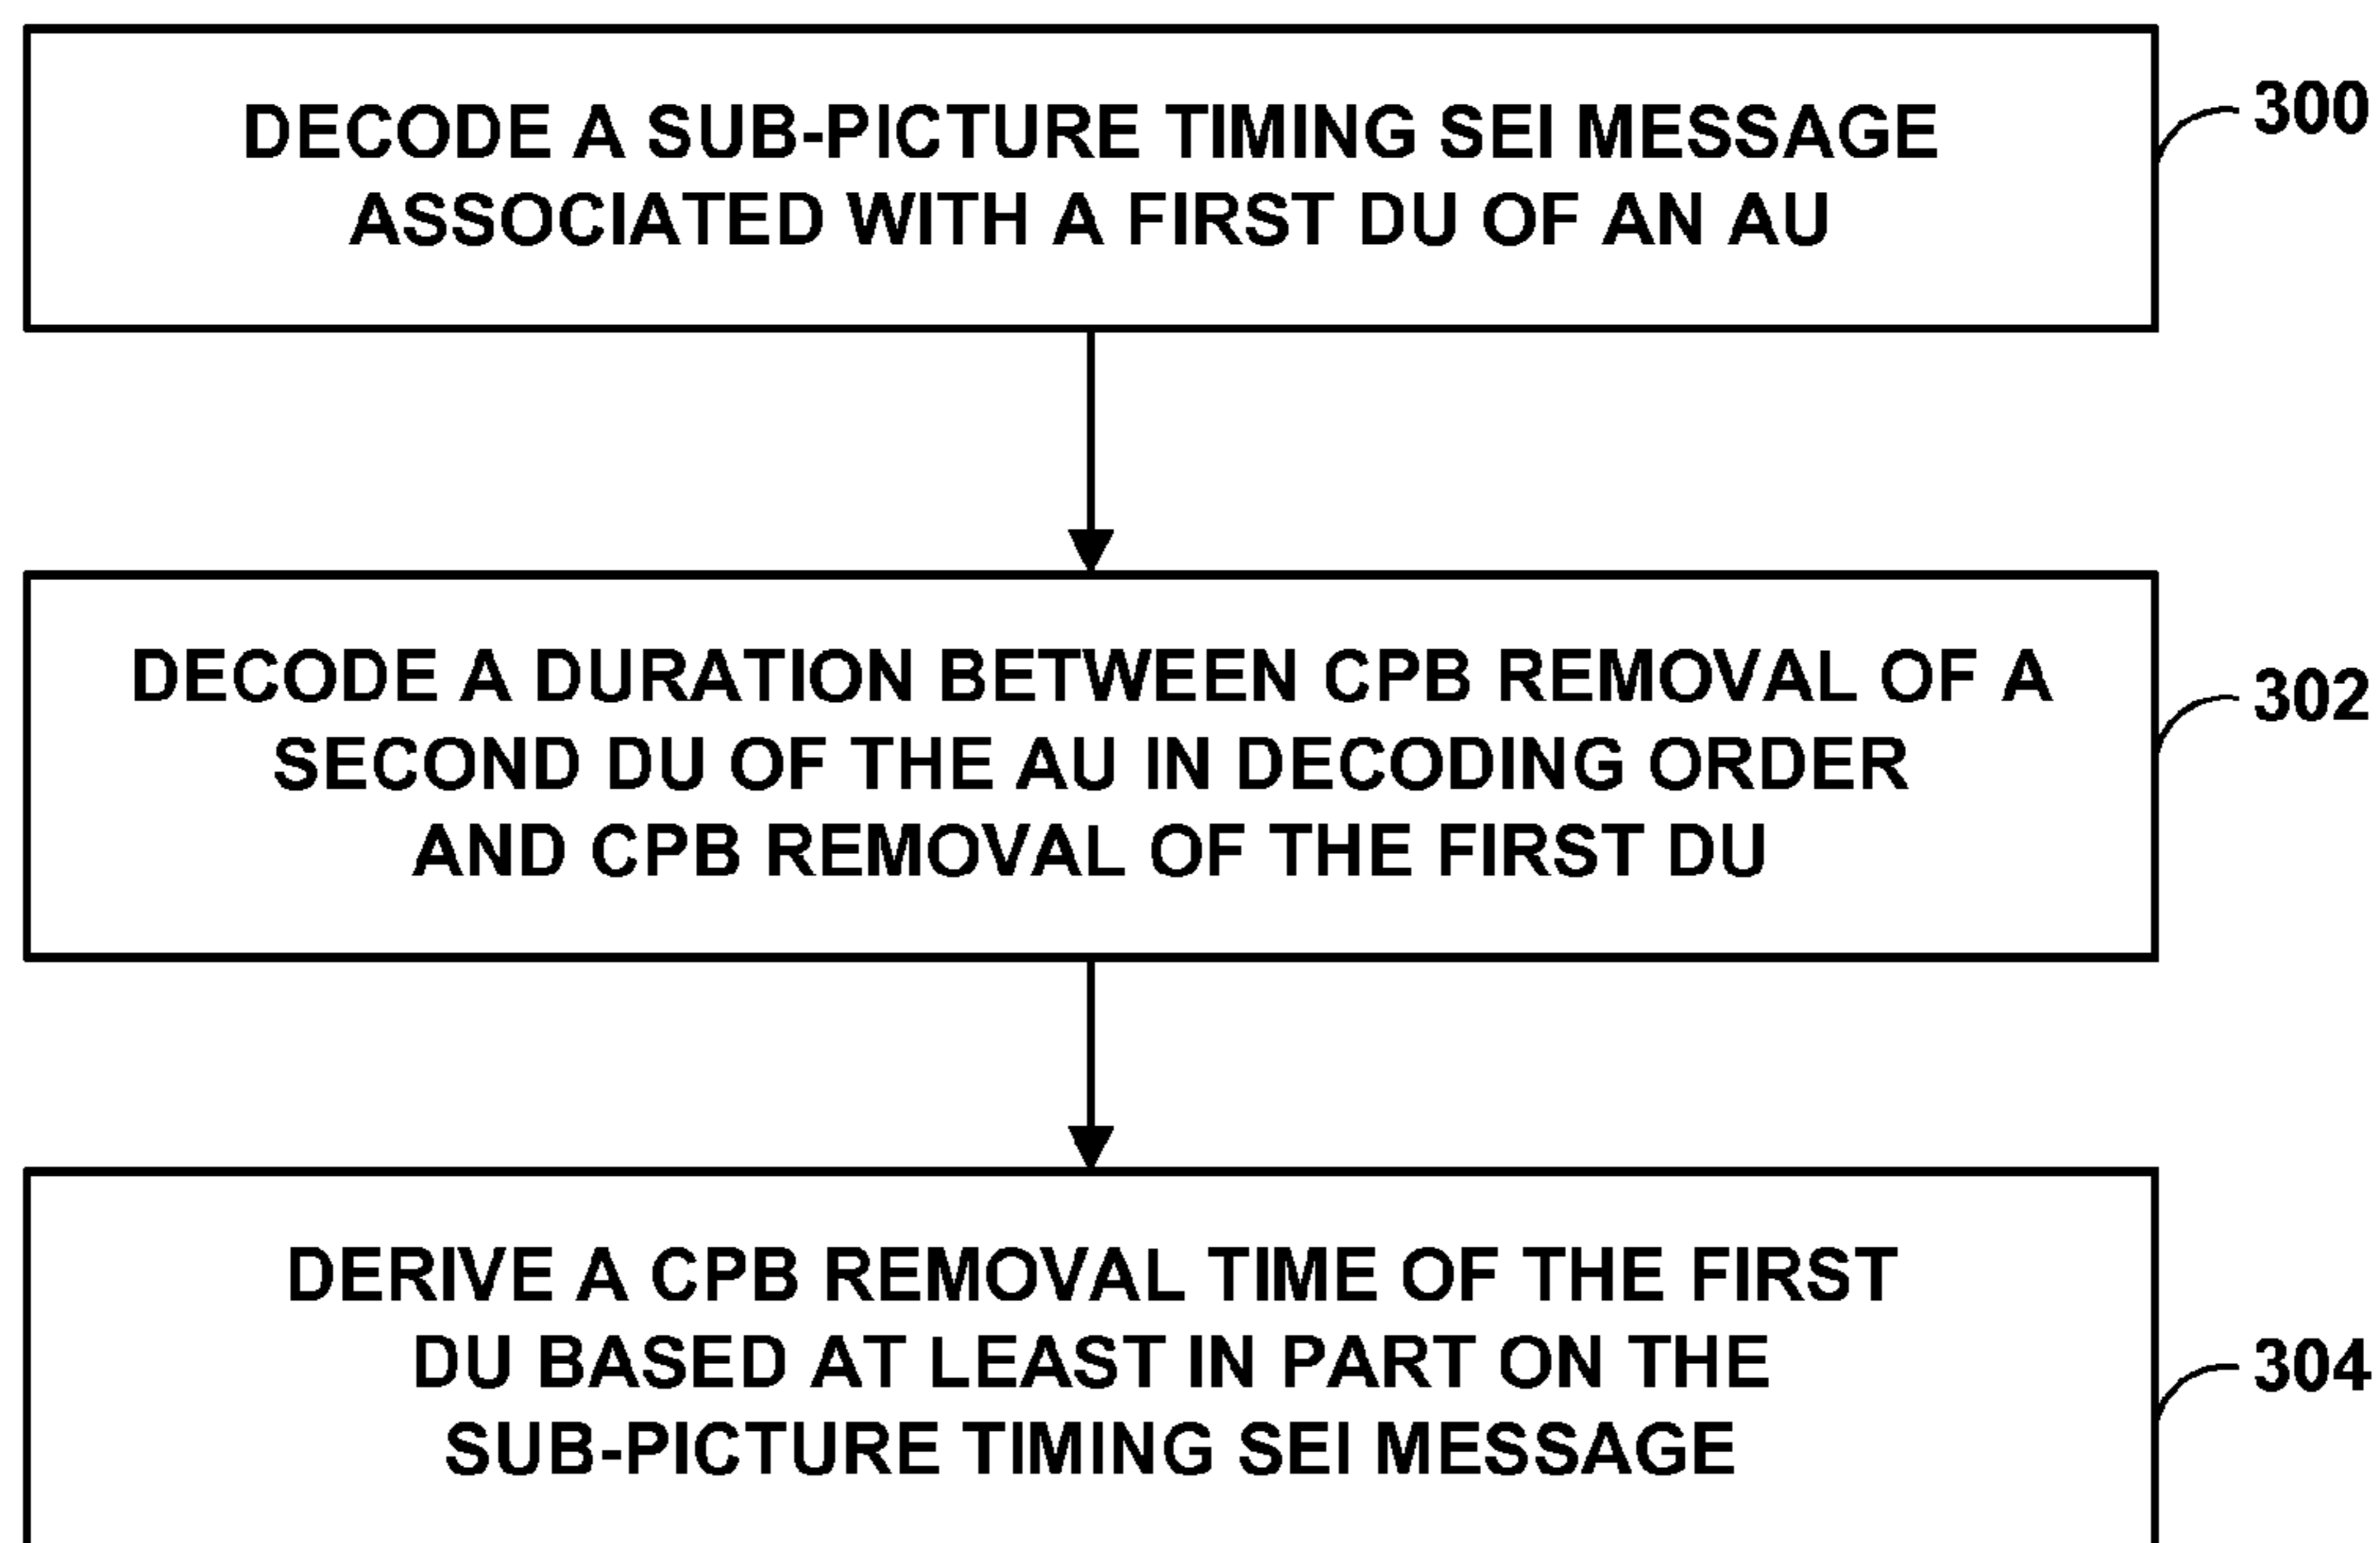 DECODE A SUB-PICTURE TIMING SEI MESSAGE
ASSOCIATED WITH A FIRST DU OF AN AU
300
DECODE A DURATION BETWEEN CPB REMOVAL OF A
SECOND DU OF THE AU IN DECODING ORDER
AND CPB REMOVAL OF THE FIRST DU
302
DERIVE A CPB REMOVAL TIME OF THE FIRST
DU BASED AT LEAST IN PART ON THE
SUB-PICTURE TIMING SEI MESSAGE
304